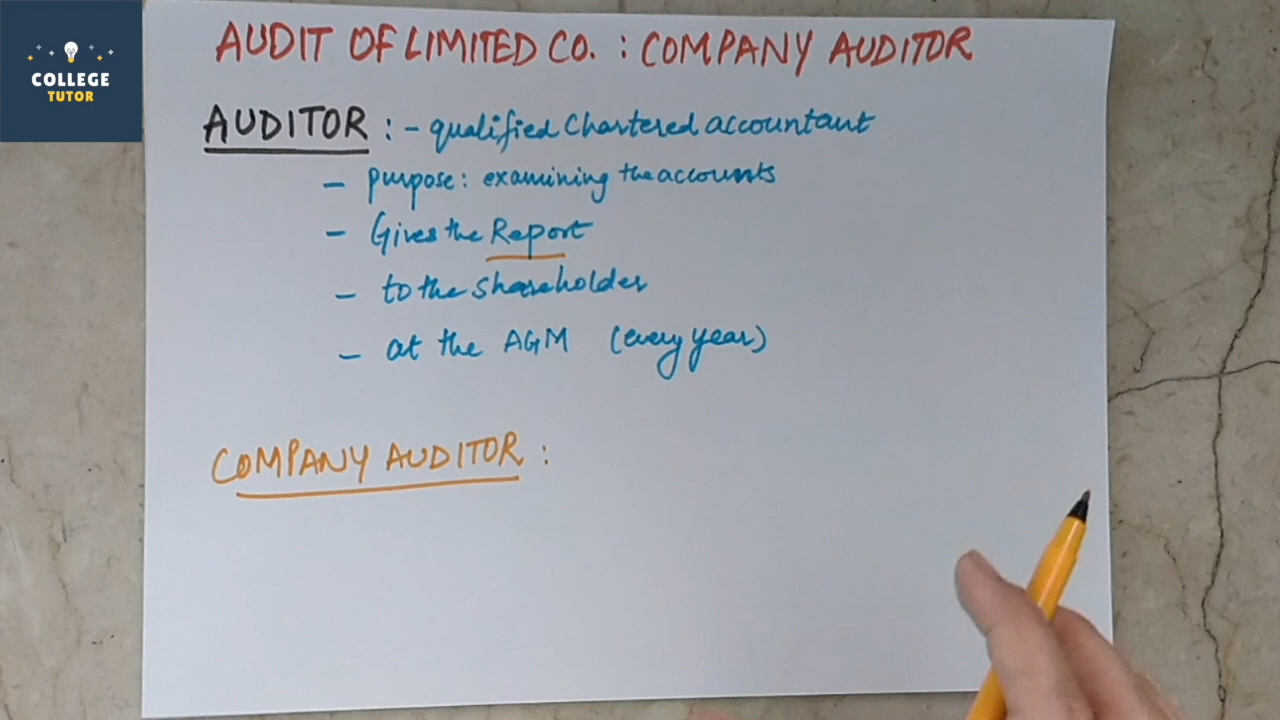 COLLEGE
TUTOR
AUDIT OF LIMITED CO. : COMPANY AUDITOR
AUDITOR : - qualified Chartered accountant
- purpose: examining the accounts
- Gives the Report
- to the shareholder
- at the AGM (every year)
COMPANY AUDITOR :